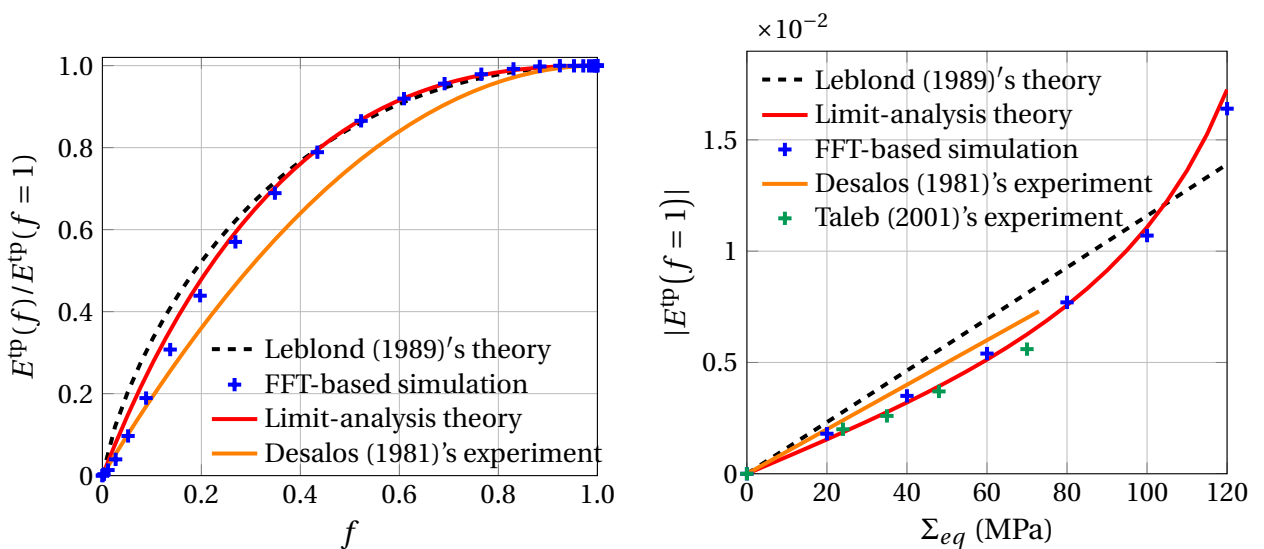 E^tp(f)/E^tp(f = 1)
1.0
0.8
0.6
0.4
0.2
0
Leblond (1989)′s theory
FFT-based simulation
Limit-analysis theory
Desalos (1981)'s experiment
0 0.2 0.4 0.6 0.8 1.0
f
×10⁻²
|E^tp(f = 1)|
1.5
1
0.5
0
Leblond (1989)′s theory
Limit-analysis theory
FFT-based simulation
Desalos (1981)'s experiment
Taleb (2001)'s experiment
0 20 40 60 80 100 120
Σ_eq (MPa)